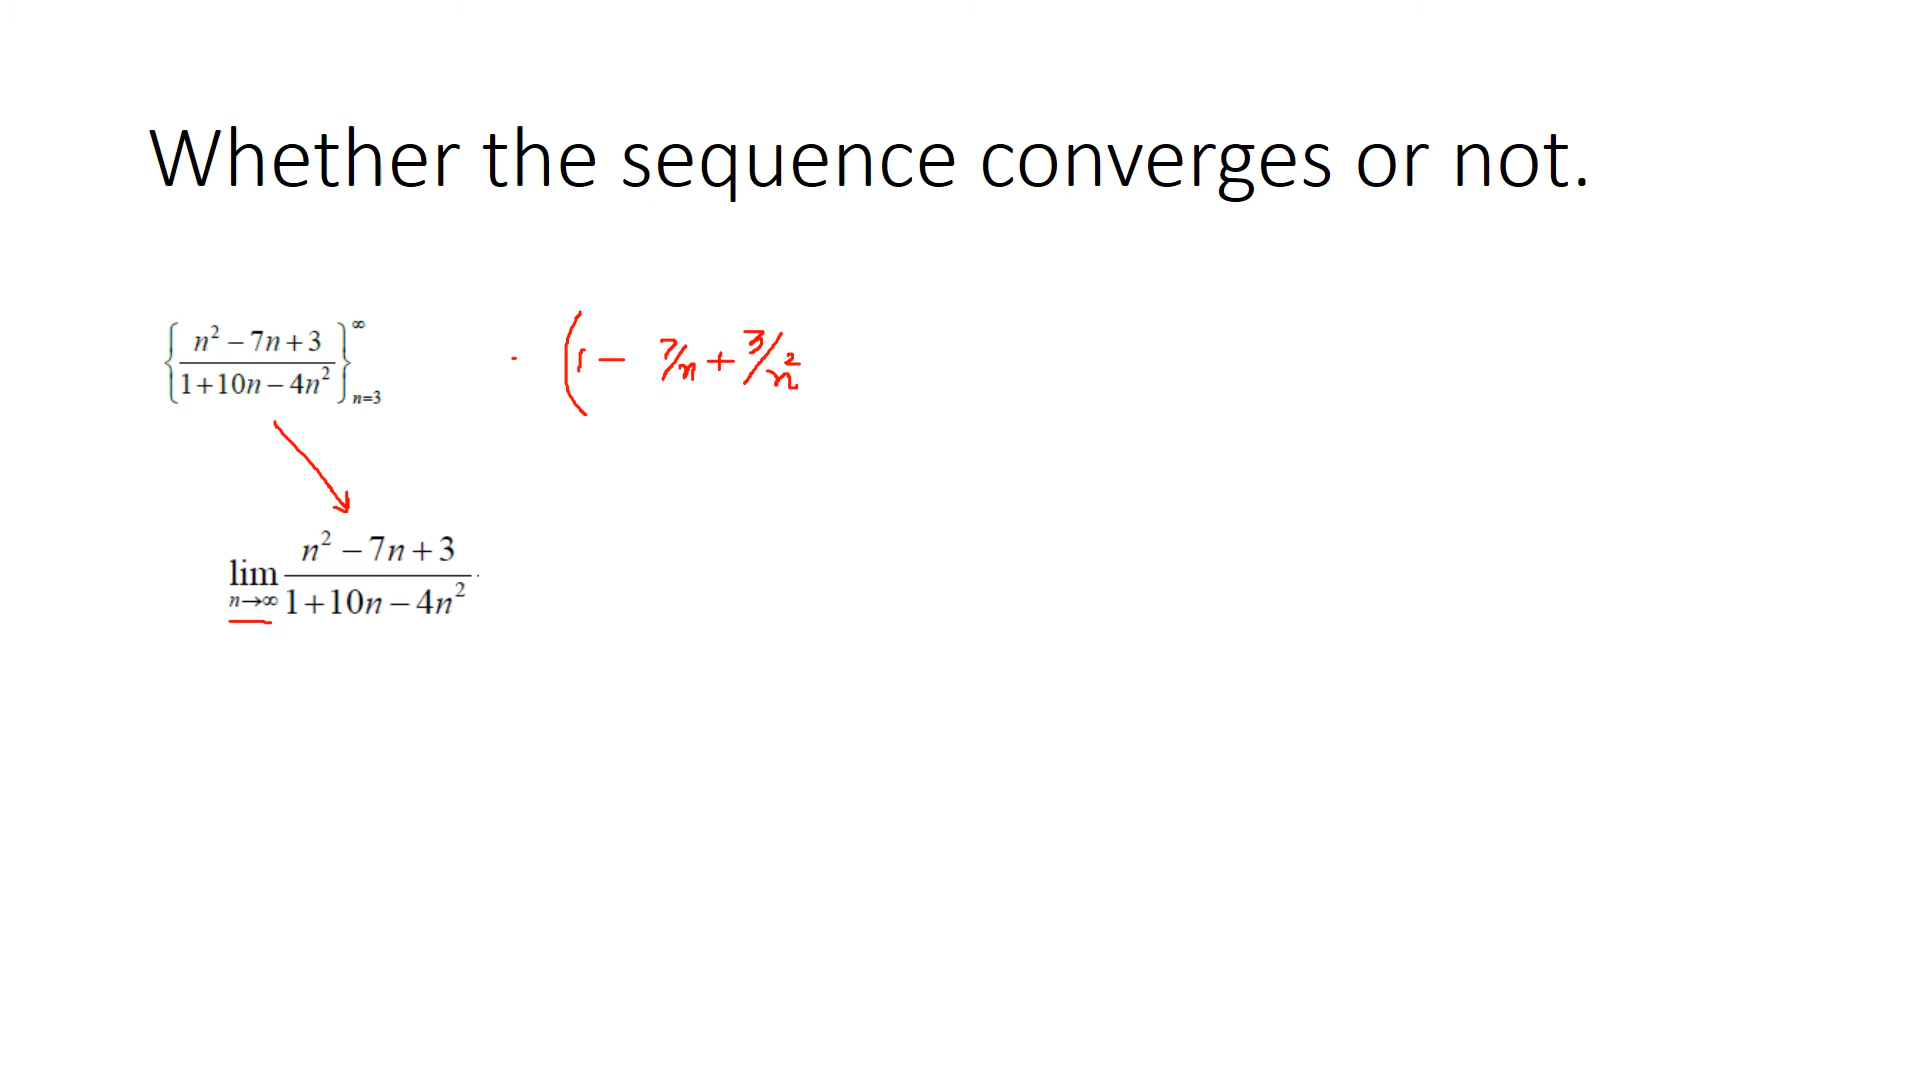 Whether the sequence converges or not.
{ (n² − 7n + 3) / (1 + 10n − 4n²) }_{n=3}^{∞}
( 1 − 7/n + 3/n²
lim_{n→∞} (n² − 7n + 3) / (1 + 10n − 4n²)